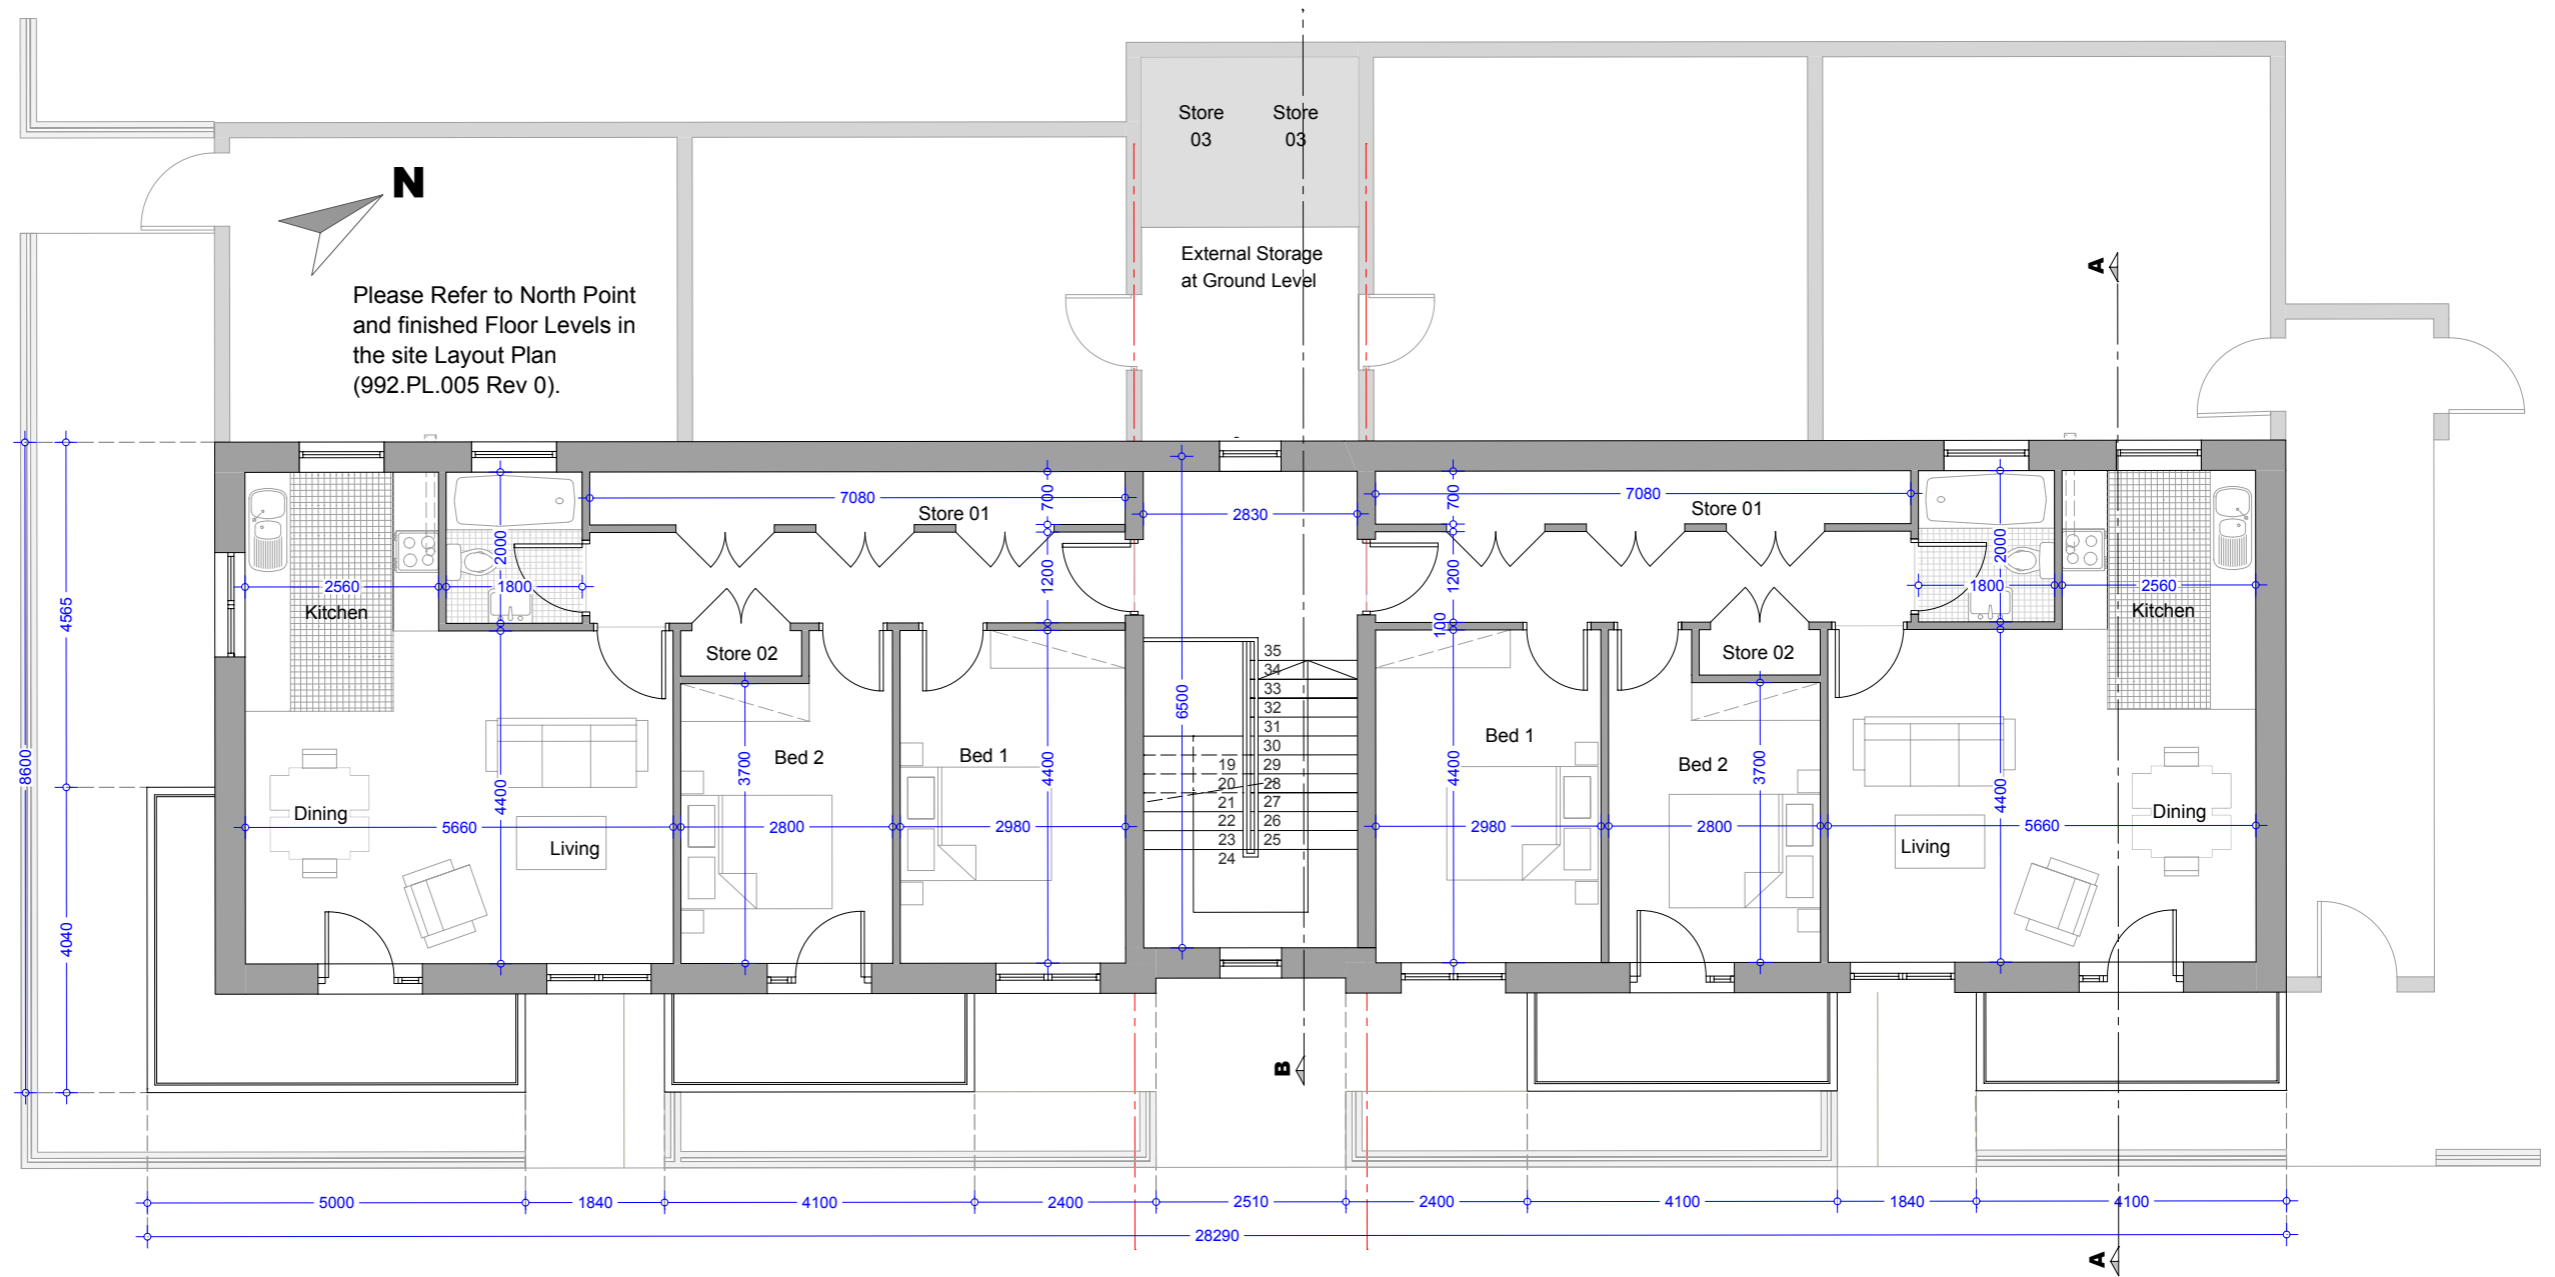 Store
03
Store
03
N
External Storage
at Ground Level
A
Please Refer to North Point
and finished Floor Levels in
the site Layout Plan
(992.PL.005 Rev 0).
7080
700
Store 01
2830
7080
700
Store 01
2000
2560
1800
1200
Kitchen
1200
100
2000
1800
2560
Kitchen
4565
8600
4040
Store 02
Store 02
6500
35
34
33
32
31
30
29
28
27
26
25
19
20
21
22
23
24
Bed 2
Bed 1
3700
4400
4400
Bed 1
Bed 2
4400
3700
4400
Dining
5660
Living
2800
2980
2980
2800
Living
5660
Dining
B
5000
1840
4100
2400
2510
2400
4100
1840
4100
28290
A